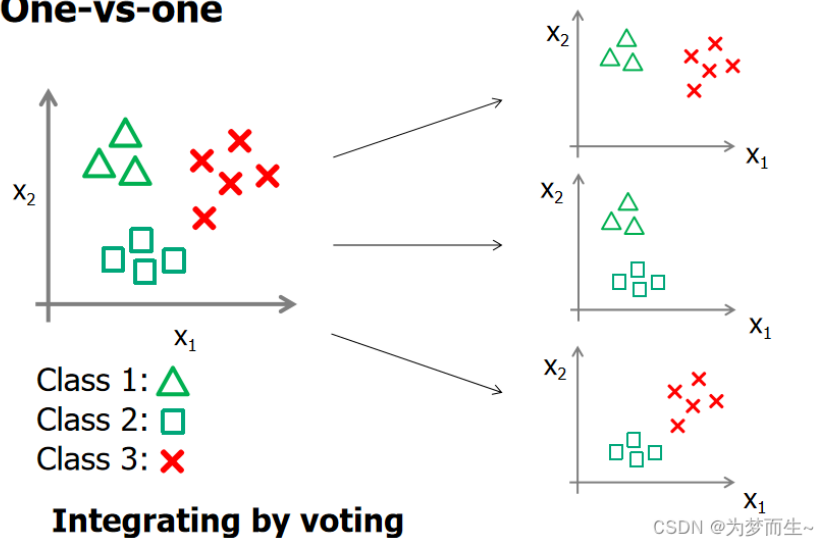 One-vs-one
x2
x1
Class 1:
Class 2:
Class 3:
Integrating by voting
x2
x1
x2
x1
x2
x1
CSDN @为梦而生~